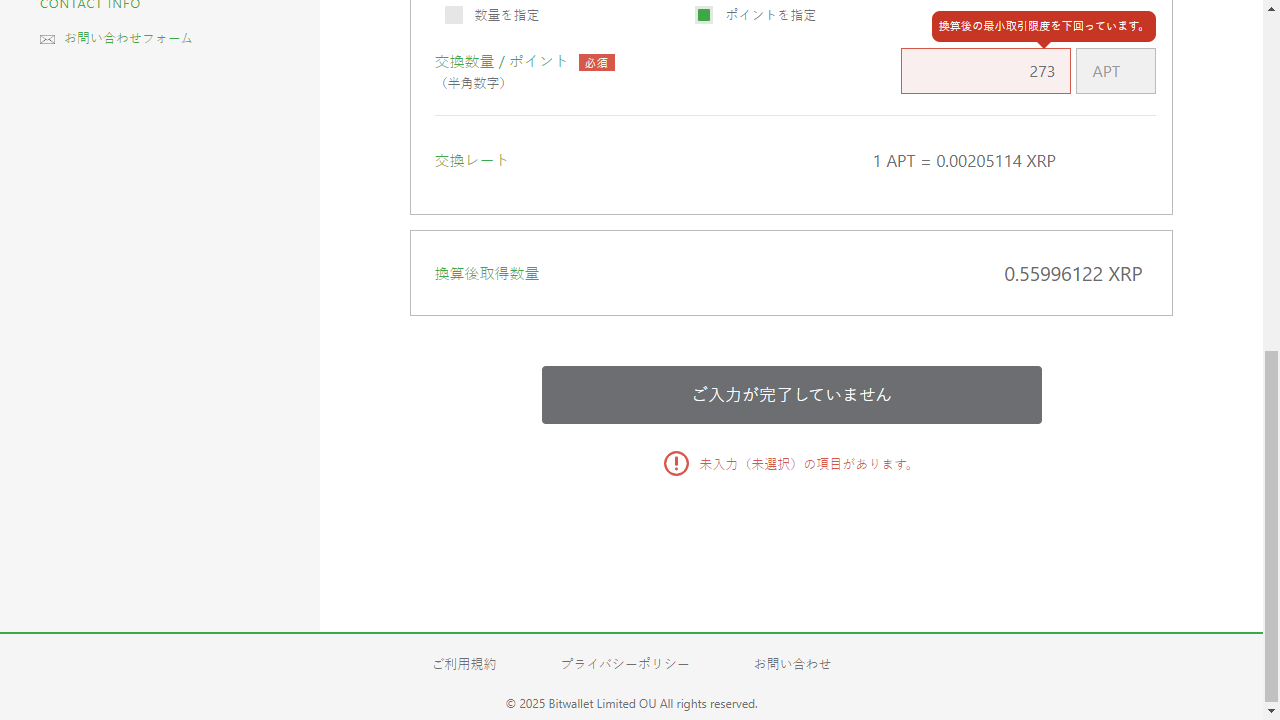 CONTACT INFO
お問い合わせフォーム
数量を指定
ポイントを指定
換算後の最小取引限度を下回っています。
交換数量 / ポイント 必須
（半角数字）
273
APT
交換レート
1 APT = 0.00205114 XRP
換算後取得数量
0.55996122 XRP
ご入力が完了していません
未入力（未選択）の項目があります。
ご利用規約
プライバシーポリシー
お問い合わせ
© 2025 Bitwallet Limited OU All rights reserved.